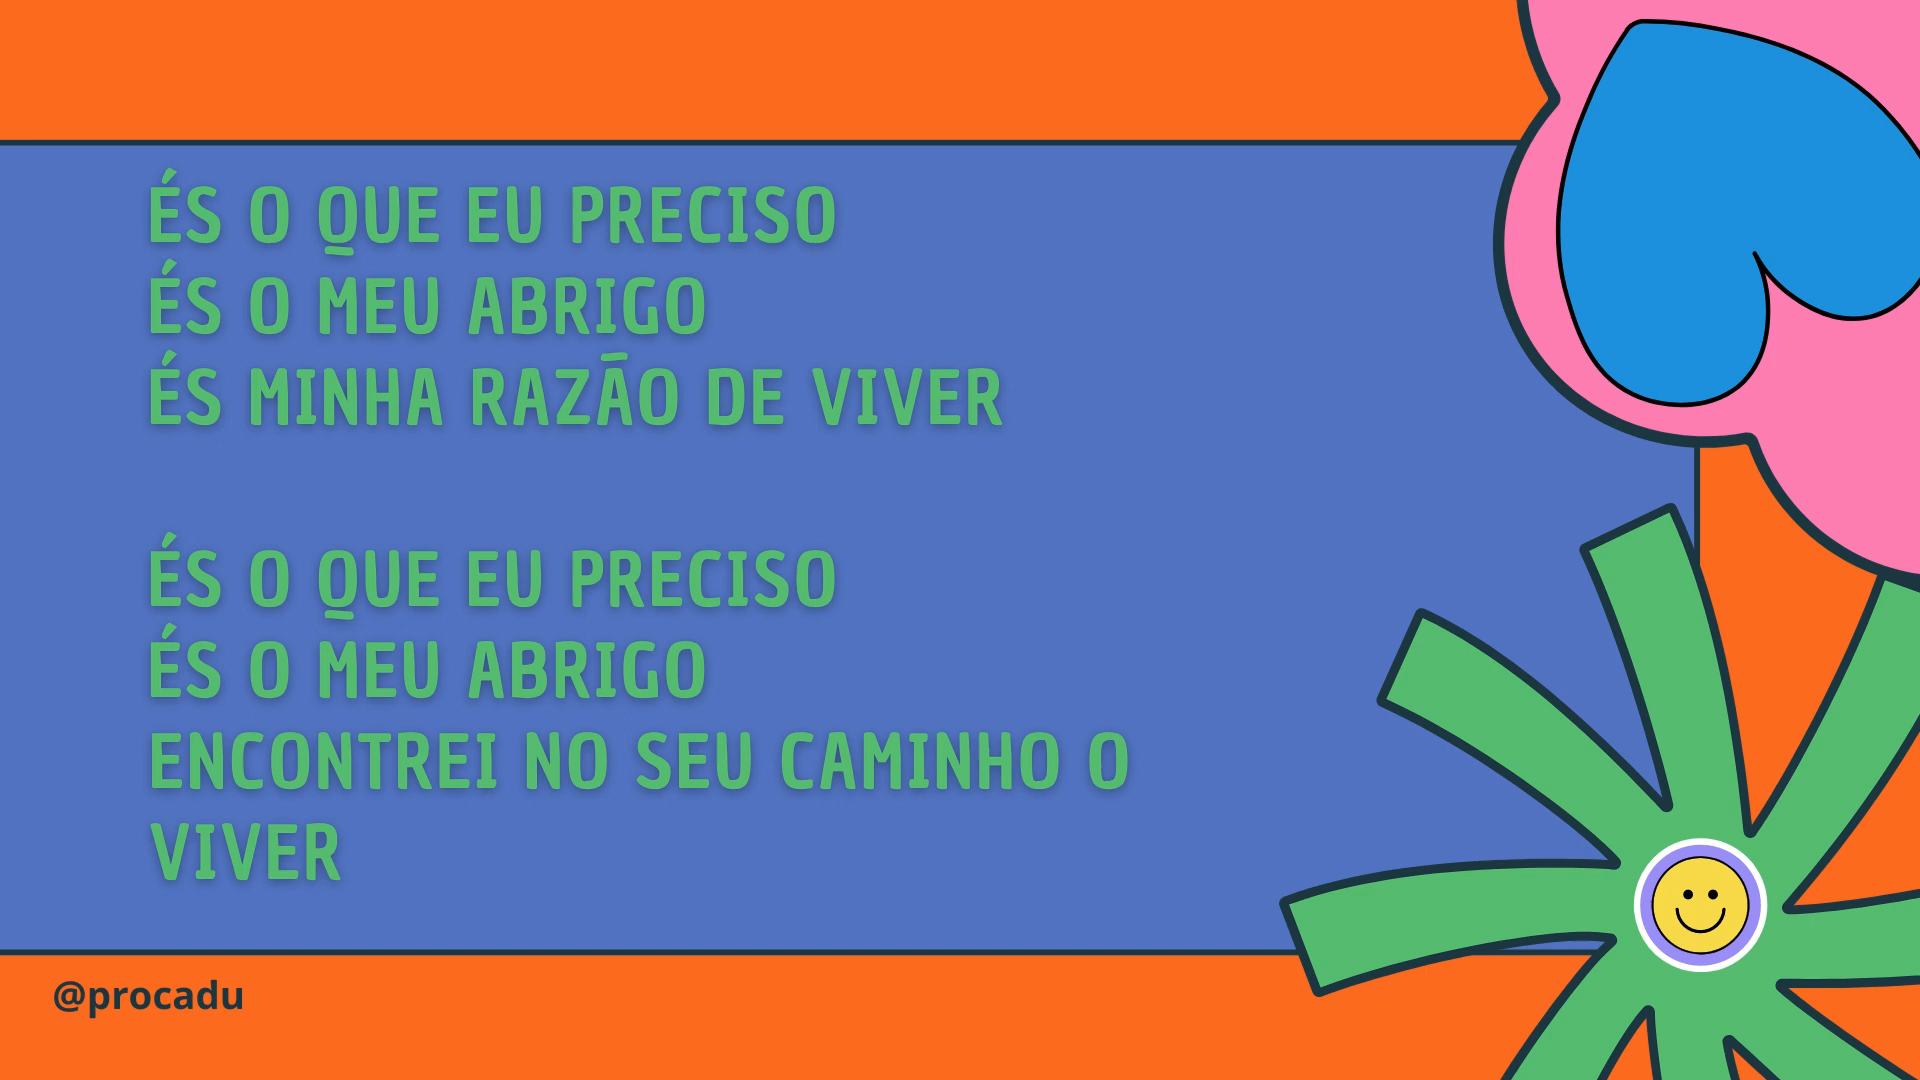 ÉS O QUE EU PRECISO
ÉS O MEU ABRIGO
ÉS MINHA RAZÃO DE VIVER
ÉS O QUE EU PRECISO
ÉS O MEU ABRIGO
ENCONTREI NO SEU CAMINHO O
VIVER
@procadu